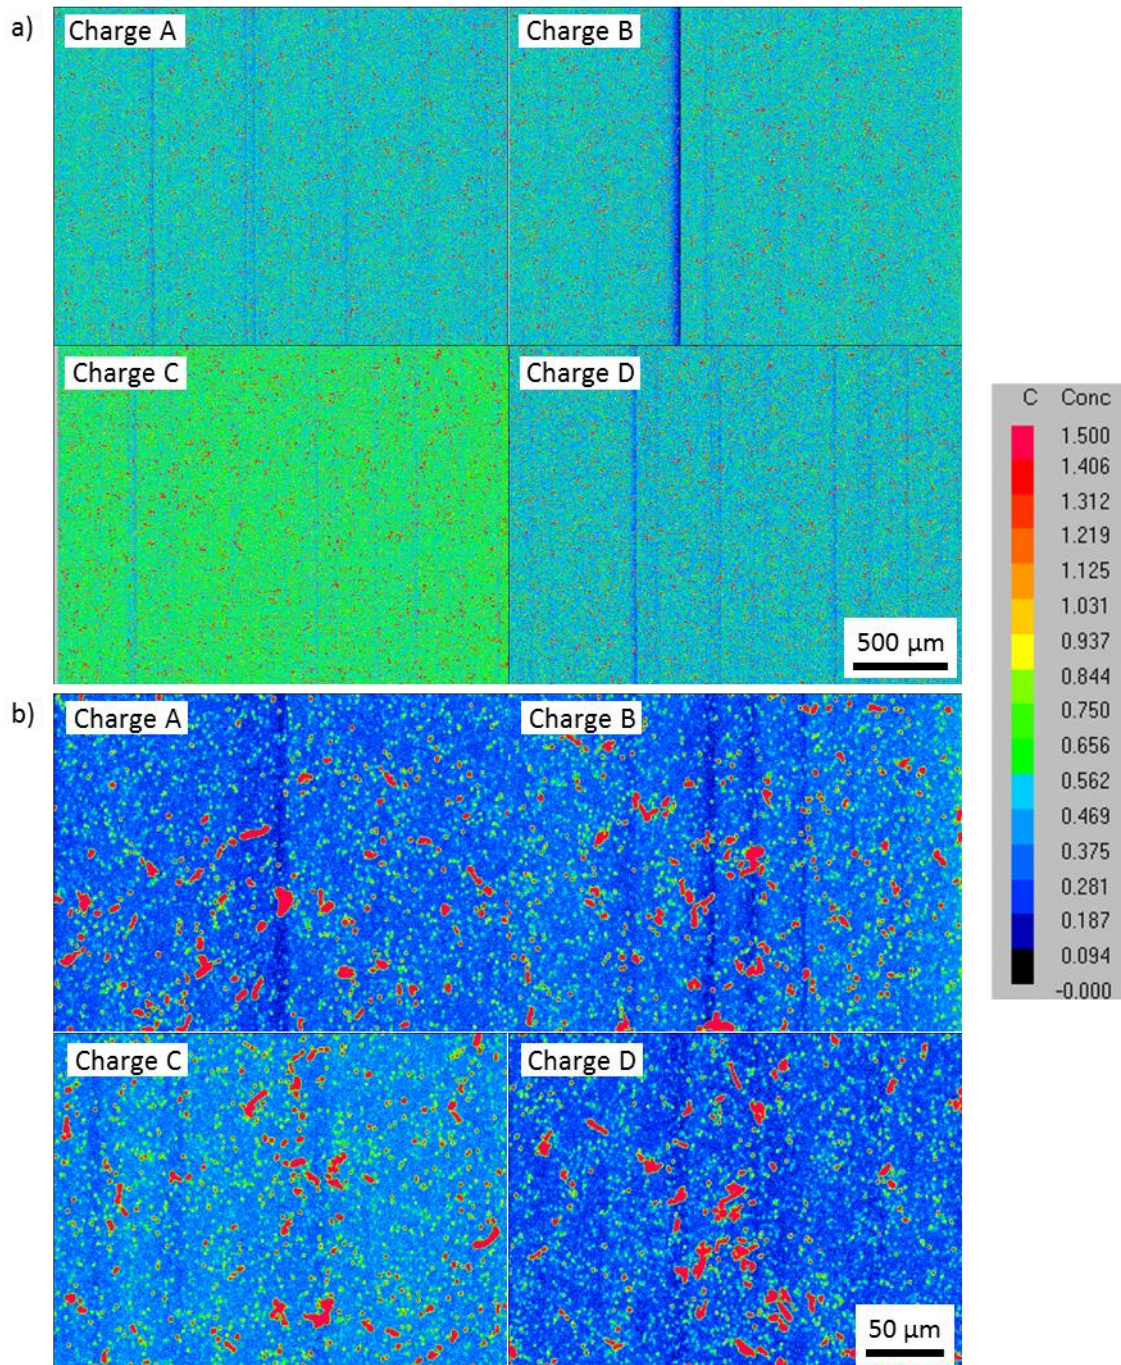 a)
Charge A
Charge B
Charge C
Charge D
500 µm
C Conc
1.500
1.406
1.312
1.219
1.125
1.031
0.937
0.844
0.750
0.656
0.562
0.469
0.375
0.281
0.187
0.094
-0.000
b)
Charge A
Charge B
Charge C
Charge D
50 µm